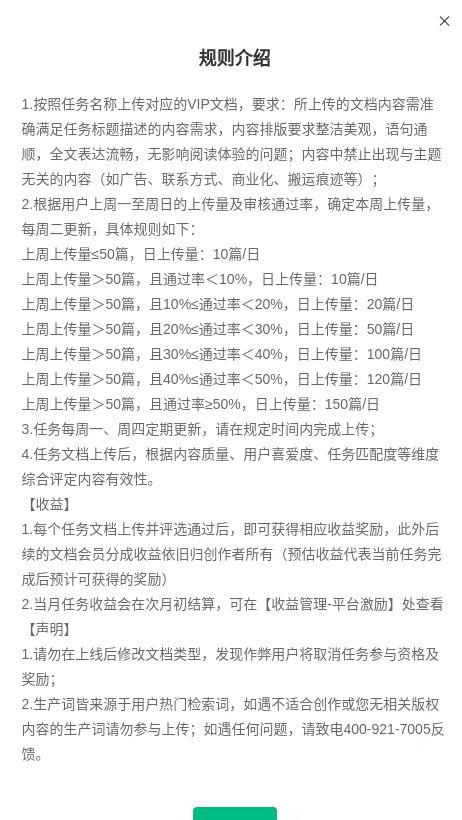 规则介绍
1.按照任务名称上传对应的VIP文档，要求：所上传的文档内容需准
确满足任务标题描述的内容需求，内容排版要求整洁美观，语句通
顺，全文表达流畅，无影响阅读体验的问题；内容中禁止出现与主题
无关的内容（如广告、联系方式、商业化、搬运痕迹等）；
2.根据用户上周一至周日的上传量及审核通过率，确定本周上传量，
每周二更新，具体规则如下：
上周上传量≤50篇，日上传量：10篇/日
上周上传量＞50篇，且通过率＜10%，日上传量：10篇/日
上周上传量＞50篇，且10%≤通过率＜20%，日上传量：20篇/日
上周上传量＞50篇，且20%≤通过率＜30%，日上传量：50篇/日
上周上传量＞50篇，且30%≤通过率＜40%，日上传量：100篇/日
上周上传量＞50篇，且40%≤通过率＜50%，日上传量：120篇/日
上周上传量＞50篇，且通过率≥50%，日上传量：150篇/日
3.任务每周一、周四定期更新，请在规定时间内完成上传；
4.任务文档上传后，根据内容质量、用户喜爱度、任务匹配度等维度
综合评定内容有效性。
【收益】
1.每个任务文档上传并评选通过后，即可获得相应收益奖励，此外后
续的文档会员分成收益依旧归创作者所有（预估收益代表当前任务完
成后预计可获得的奖励）
2.当月任务收益会在次月初结算，可在【收益管理-平台激励】处查看
【声明】
1.请勿在上线后修改文档类型，发现作弊用户将取消任务参与资格及
奖励；
2.生产词皆来源于用户热门检索词，如遇不适合创作或您无相关版权
内容的生产词请勿参与上传；如遇任何问题，请致电400-921-7005反
馈。